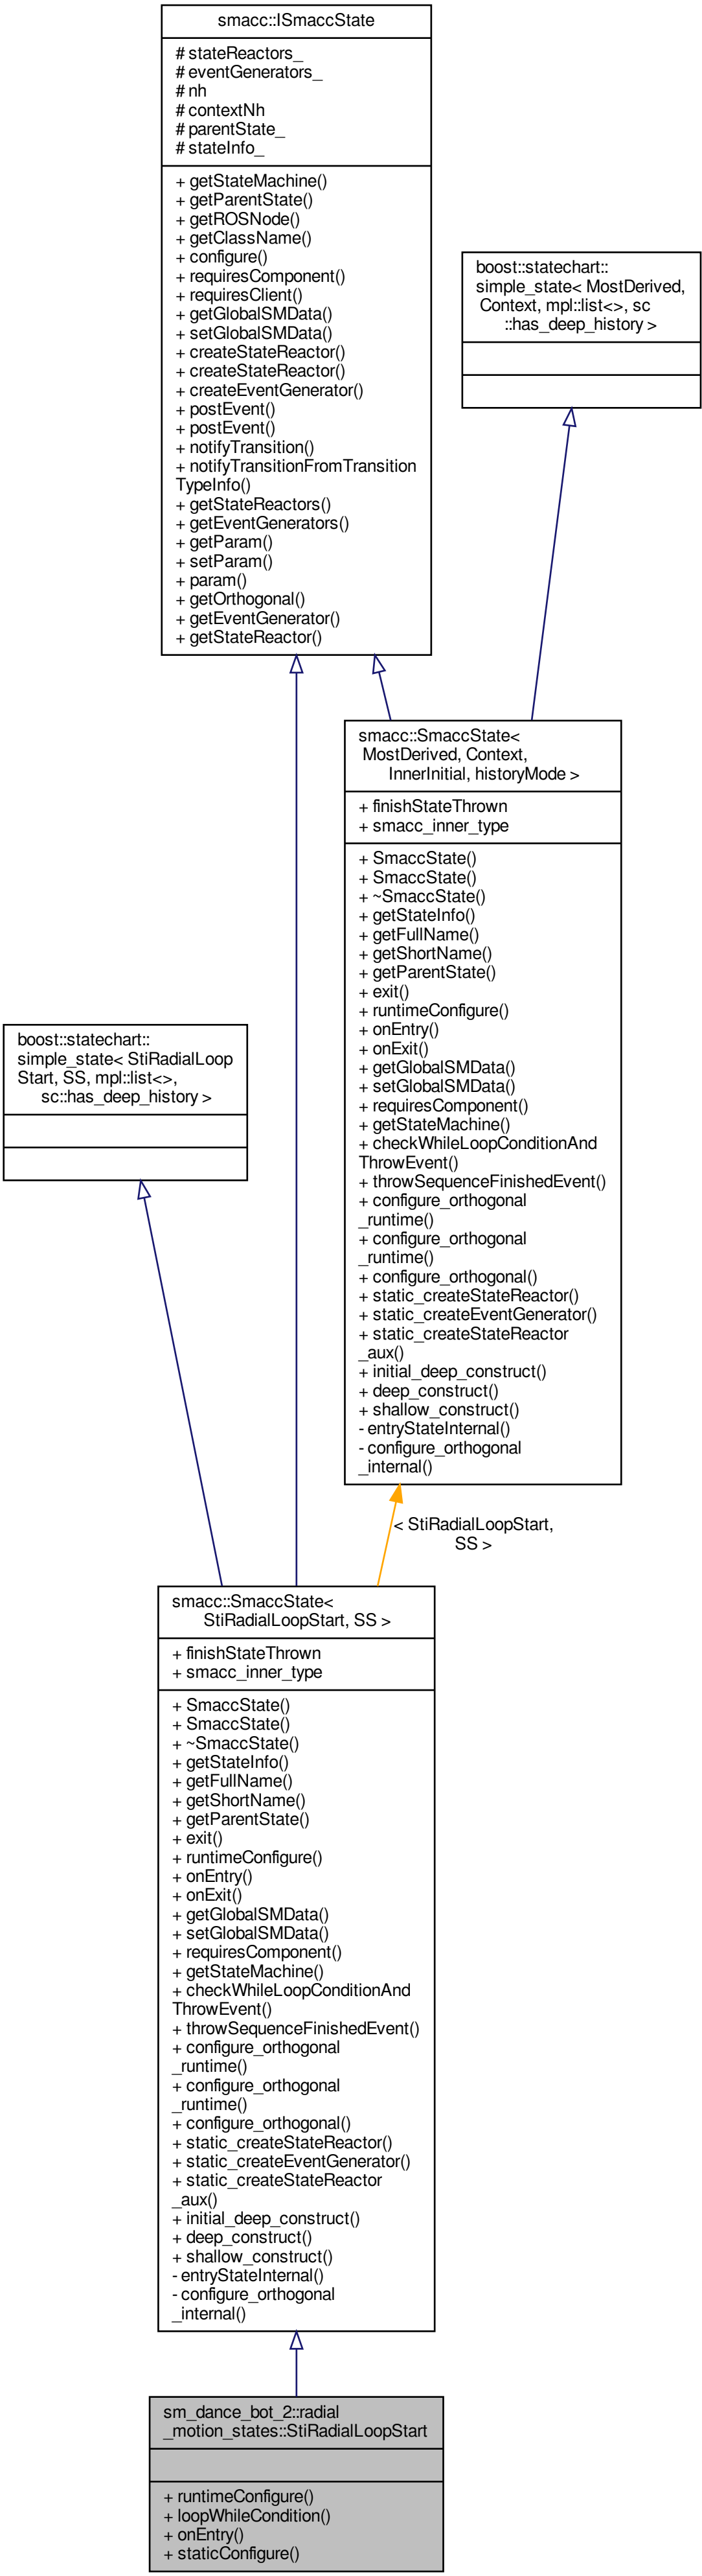 smacc::ISmaccState
# stateReactors_
# eventGenerators_
# nh
# contextNh
# parentState_
# stateInfo_
+ getStateMachine()
+ getParentState()
+ getROSNode()
+ getClassName()
+ configure()
+ requiresComponent()
+ requiresClient()
+ getGlobalSMData()
+ setGlobalSMData()
+ createStateReactor()
+ createStateReactor()
+ createEventGenerator()
+ postEvent()
+ postEvent()
+ notifyTransition()
+ notifyTransitionFromTransition
TypeInfo()
+ getStateReactors()
+ getEventGenerators()
+ getParam()
+ setParam()
+ param()
+ getOrthogonal()
+ getEventGenerator()
+ getStateReactor()
boost::statechart::
simple_state< MostDerived,
Context, mpl::list<>, sc
::has_deep_history >
smacc::SmaccState<
MostDerived, Context,
InnerInitial, historyMode >
+ finishStateThrown
+ smacc_inner_type
+ SmaccState()
+ SmaccState()
+ ~SmaccState()
+ getStateInfo()
+ getFullName()
+ getShortName()
+ getParentState()
+ exit()
+ runtimeConfigure()
+ onEntry()
+ onExit()
+ getGlobalSMData()
+ setGlobalSMData()
+ requiresComponent()
+ getStateMachine()
+ checkWhileLoopConditionAnd
ThrowEvent()
+ throwSequenceFinishedEvent()
+ configure_orthogonal
_runtime()
+ configure_orthogonal
_runtime()
+ configure_orthogonal()
+ static_createStateReactor()
+ static_createEventGenerator()
+ static_createStateReactor
_aux()
+ initial_deep_construct()
+ deep_construct()
+ shallow_construct()
- entryStateInternal()
- configure_orthogonal
_internal()
boost::statechart::
simple_state< StiRadialLoop
Start, SS, mpl::list<>,
sc::has_deep_history >
< StiRadialLoopStart,
SS >
smacc::SmaccState<
StiRadialLoopStart, SS >
+ finishStateThrown
+ smacc_inner_type
+ SmaccState()
+ SmaccState()
+ ~SmaccState()
+ getStateInfo()
+ getFullName()
+ getShortName()
+ getParentState()
+ exit()
+ runtimeConfigure()
+ onEntry()
+ onExit()
+ getGlobalSMData()
+ setGlobalSMData()
+ requiresComponent()
+ getStateMachine()
+ checkWhileLoopConditionAnd
ThrowEvent()
+ throwSequenceFinishedEvent()
+ configure_orthogonal
_runtime()
+ configure_orthogonal
_runtime()
+ configure_orthogonal()
+ static_createStateReactor()
+ static_createEventGenerator()
+ static_createStateReactor
_aux()
+ initial_deep_construct()
+ deep_construct()
+ shallow_construct()
- entryStateInternal()
- configure_orthogonal
_internal()
sm_dance_bot_2::radial
_motion_states::StiRadialLoopStart
+ runtimeConfigure()
+ loopWhileCondition()
+ onEntry()
+ staticConfigure()